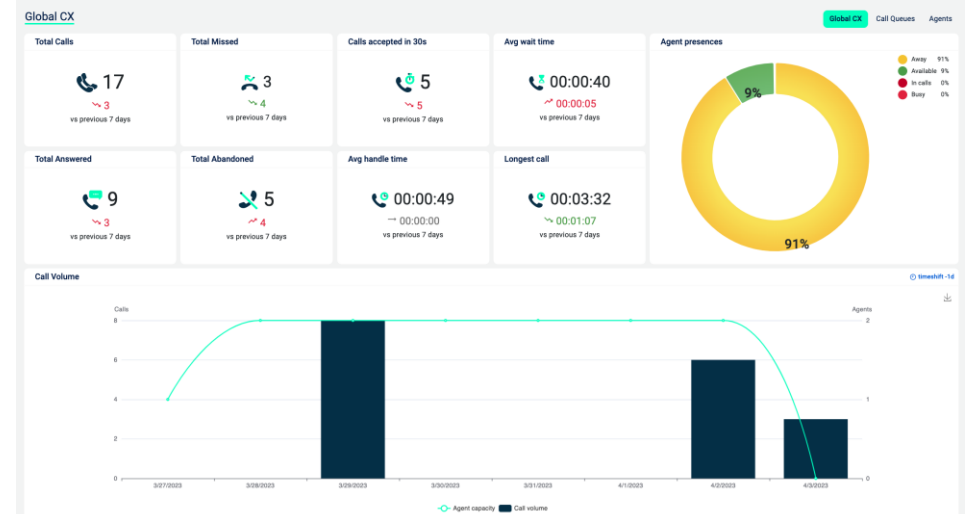 Global CX
Global CX Call Queues Agents
Total Calls
17
3
vs previous 7 days
Total Missed
3
4
vs previous 7 days
Calls accepted in 30s
5
5
vs previous 7 days
Avg wait time
00:00:40
00:00:05
vs previous 7 days
Agent presences
9%
91%
Away 91%
Available 9%
In calls 0%
Busy 0%
Total Answered
9
3
vs previous 7 days
Total Abandoned
5
4
vs previous 7 days
Avg handle time
00:00:49
00:00:00
vs previous 7 days
Longest call
00:03:32
00:01:07
vs previous 7 days
Call Volume
timeshift -1d
Calls
Agents
8
6
4
2
0
2
1
0
3/27/2023 3/28/2023 3/29/2023 3/30/2023 3/31/2023 4/1/2023 4/2/2023 4/3/2023
Agent capacity Call volume